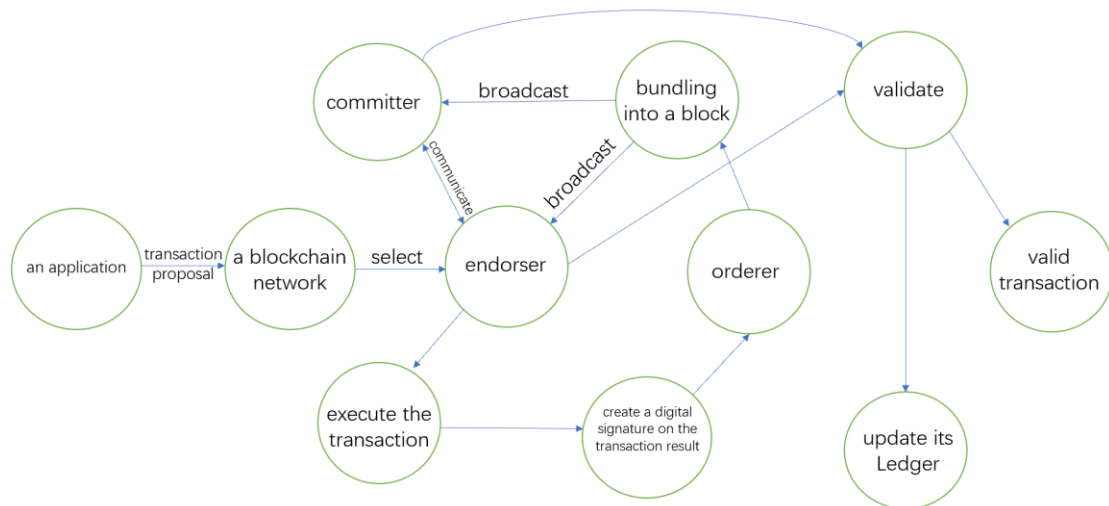 committer
broadcast
bundling
into a block
validate
communicate
broadcast
an application
transaction
proposal
a blockchain
network
select
endorser
orderer
valid
transaction
execute the
transaction
create a digital
signature on the
transaction result
update its
Ledger